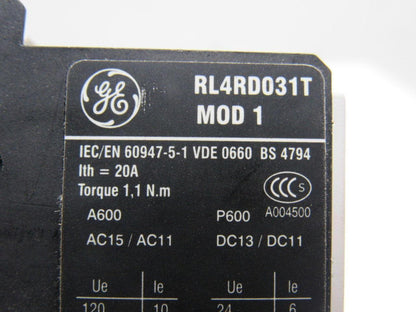 GE
RL4RD031T
MOD 1
IEC/EN 60947-5-1 VDE 0660 BS 4794
Ith = 20A
Torque 1,1 N.m
CCC S
A600 P600 A004500
AC15 / AC11 DC13 / DC11
Ue Ie Ue Ie
120 10 24 6